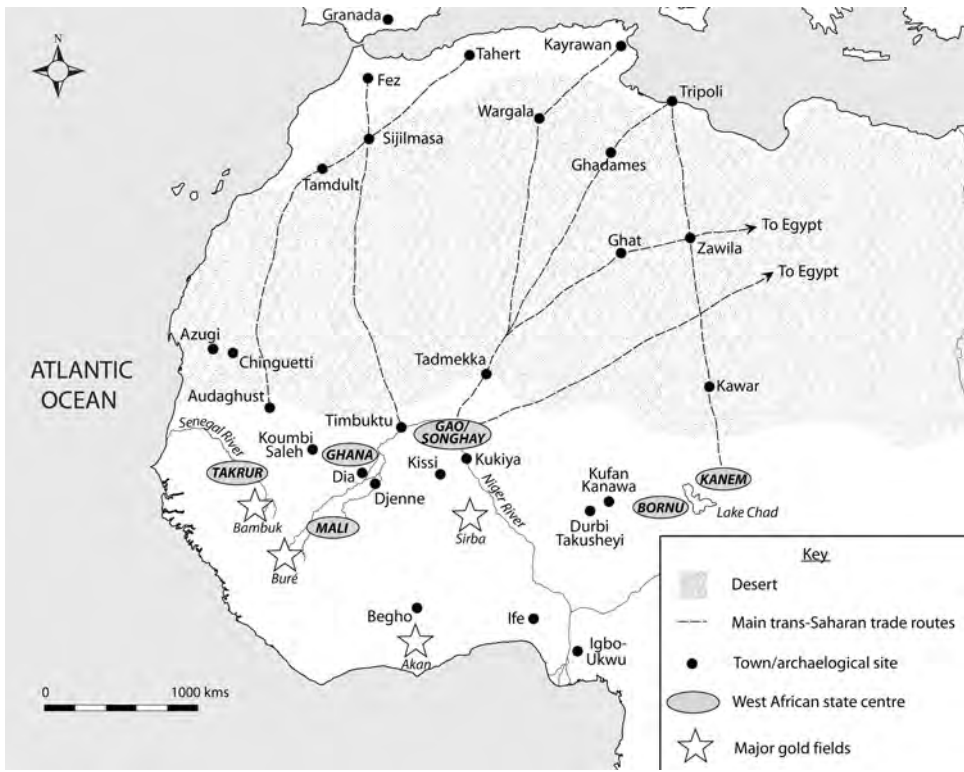 Granada
Tahert
Kayrawan
Fez
Tripoli
Wargala
Sijilmasa
Ghadames
Tamdult
To Egypt
Ghat
Zawila
To Egypt
Azugi
Chinguetti
ATLANTIC
OCEAN
Tadmekka
Kawar
Audaghust
Timbuktu
GAO/
SONGHAY
Senegal River
Koumbi
Saleh
GHANA
Kissi
Kukiya
TAKRUR
Dia
Djenne
Niger River
Kufan
Kanawa
KANEM
BORNU
Lake Chad
Bambuk
MALI
Sirba
Durbi
Takusheyi
Buré
Begho
Ife
Akan
Igbo-
Ukwu
0
1000 kms
Key
Desert
Main trans-Saharan trade routes
Town/archaelogical site
West African state centre
Major gold fields